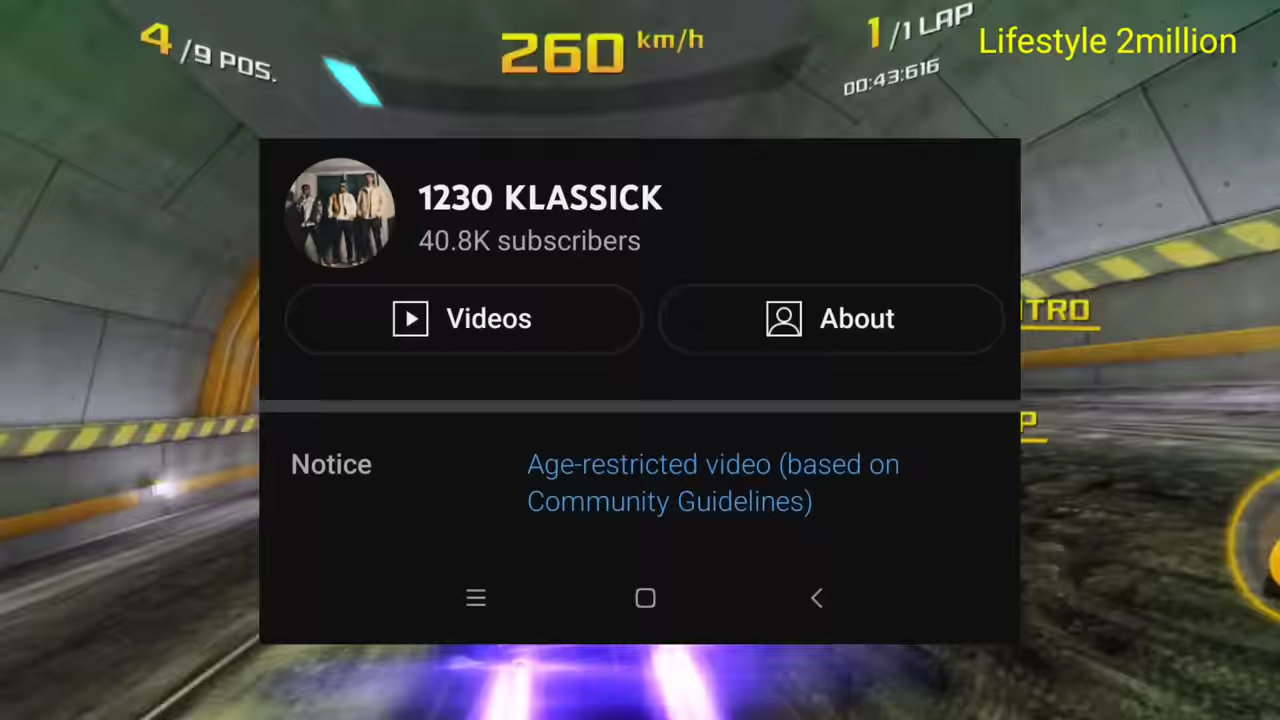 4 /9 POS.
260 km/h
1 /1 LAP
00:43:616
Lifestyle 2million
1230 KLASSICK
40.8K subscribers
Videos
About
Notice
Age-restricted video (based on
Community Guidelines)